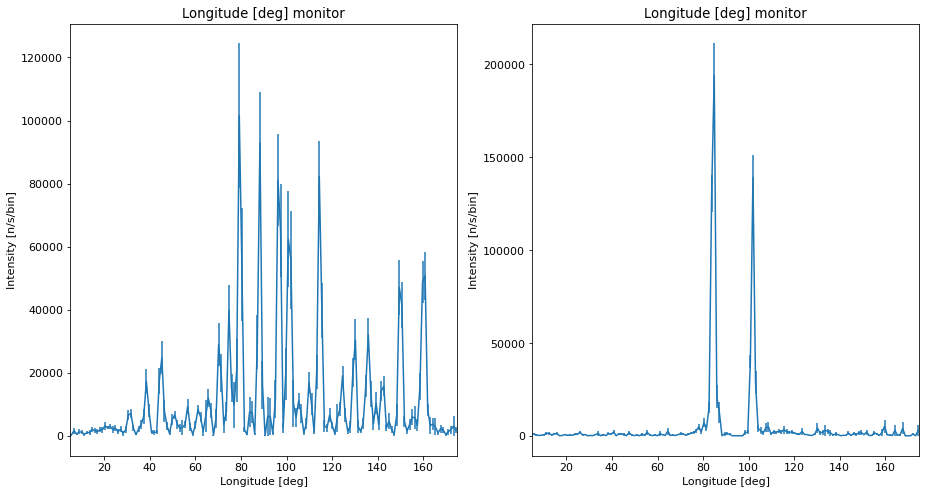 Longitude [deg] monitor
Intensity [n/s/bin]
120000
100000
80000
60000
40000
20000
0
20 40 60 80 100 120 140 160
Longitude [deg]
Longitude [deg] monitor
Intensity [n/s/bin]
200000
150000
100000
50000
0
20 40 60 80 100 120 140 160
Longitude [deg]